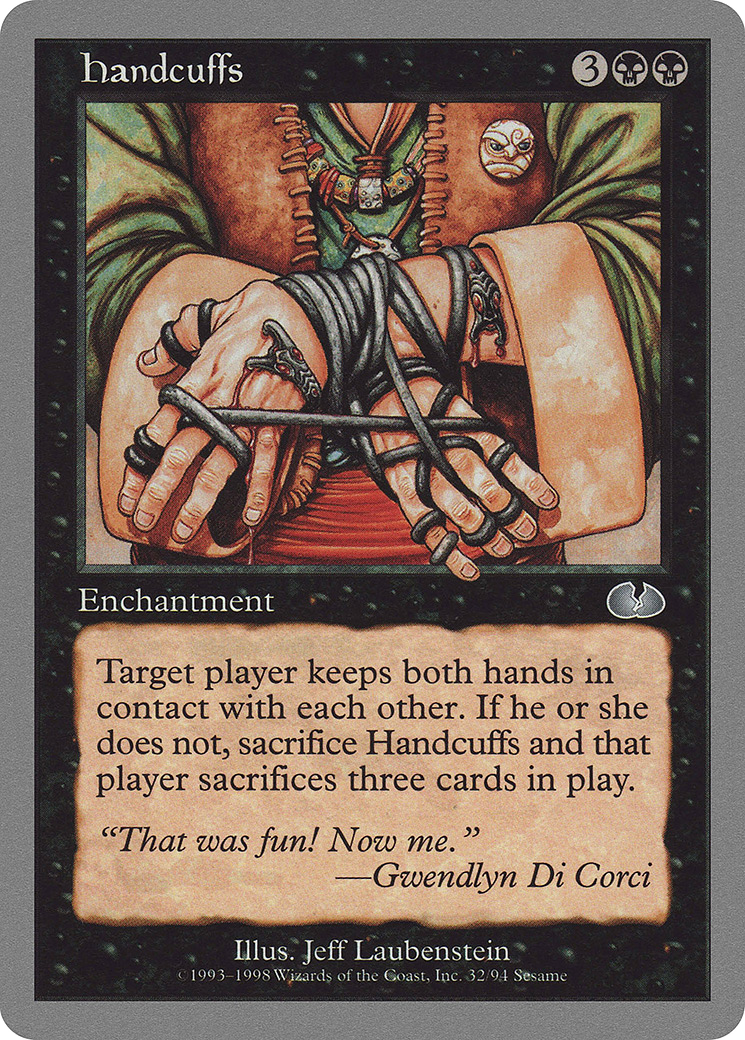 Handcuffs
3
Enchantment
Target player keeps both hands in
contact with each other. If he or she
does not, sacrifice Handcuffs and that
player sacrifices three cards in play.
“That was fun! Now me.”
—Gwendlyn Di Corci
Illus. Jeff Laubenstein
©1993–1998 Wizards of the Coast, Inc. 32/94 Sesame